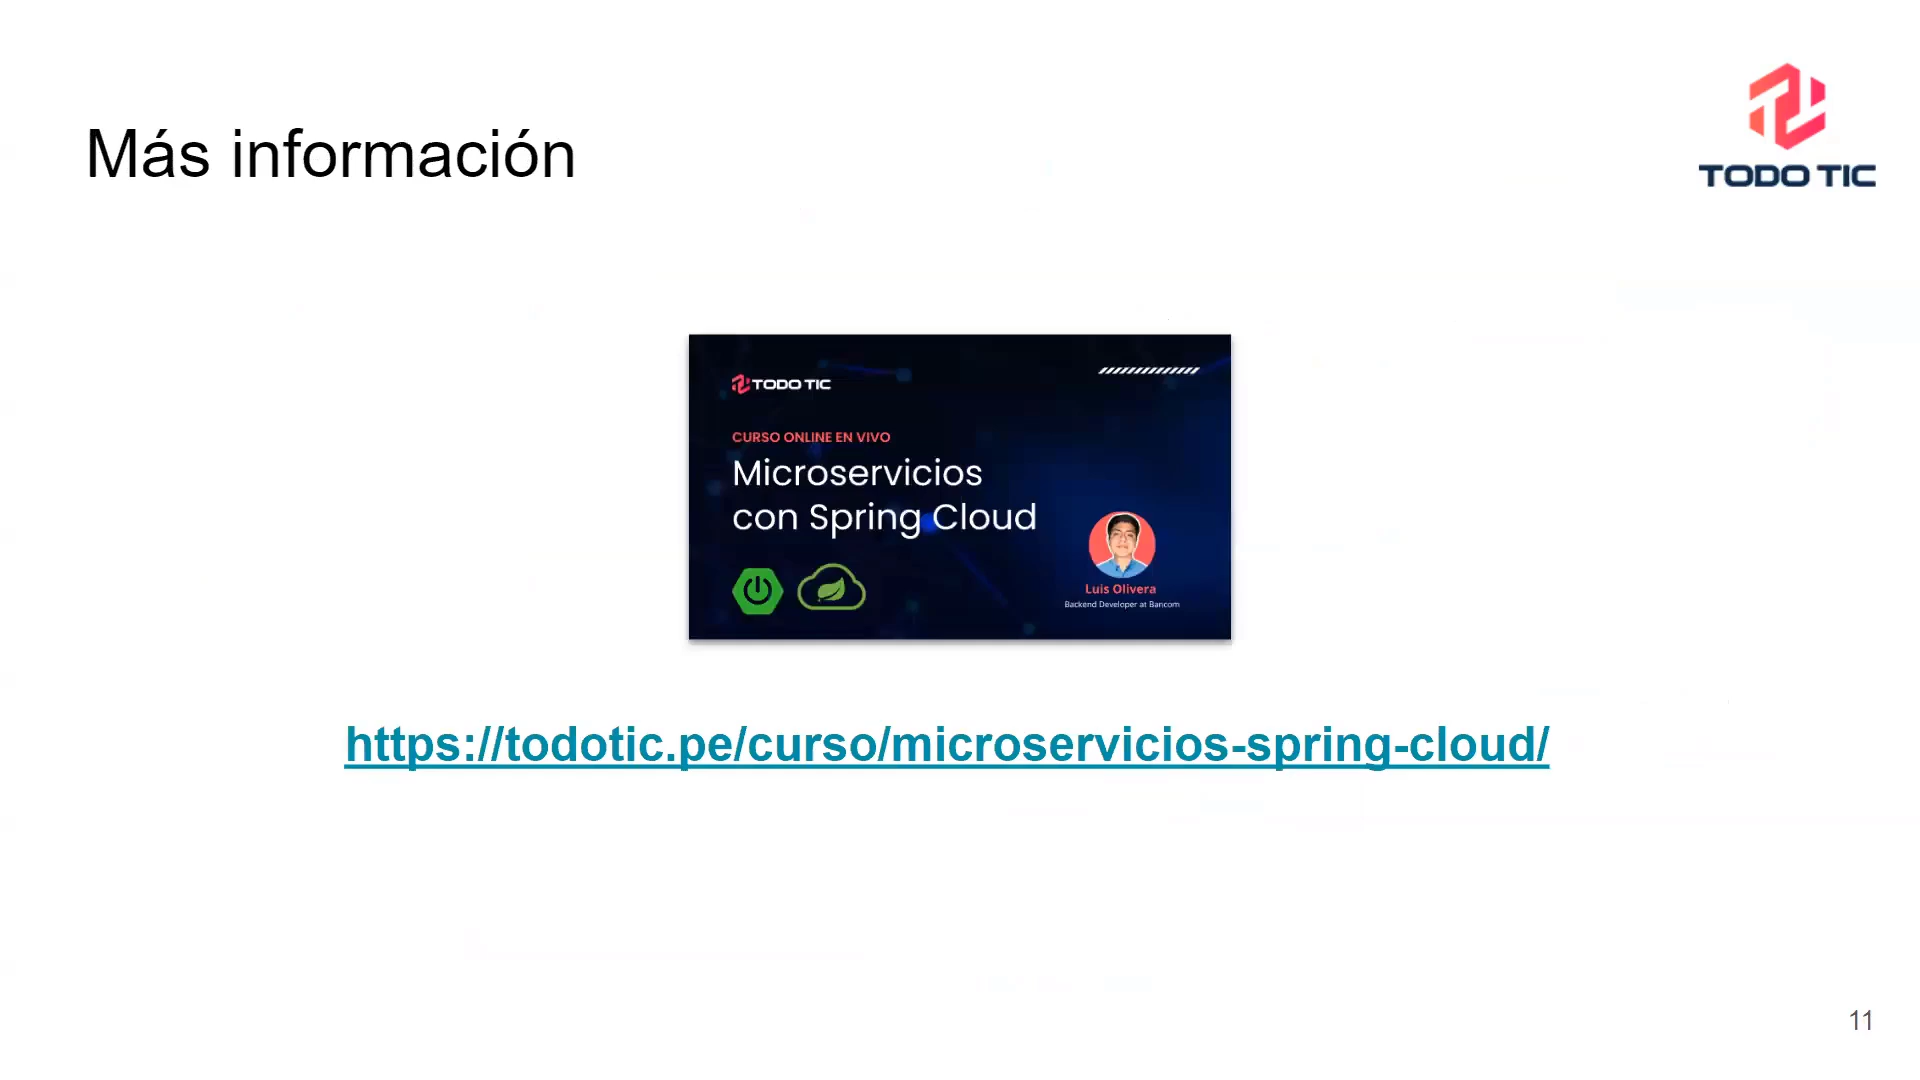 Más información
TODO TIC
TODO TIC
CURSO ONLINE EN VIVO
Microservicios
con Spring Cloud
Luis Olivera
Backend Developer at Bancom
https://todotic.pe/curso/microservicios-spring-cloud/
11